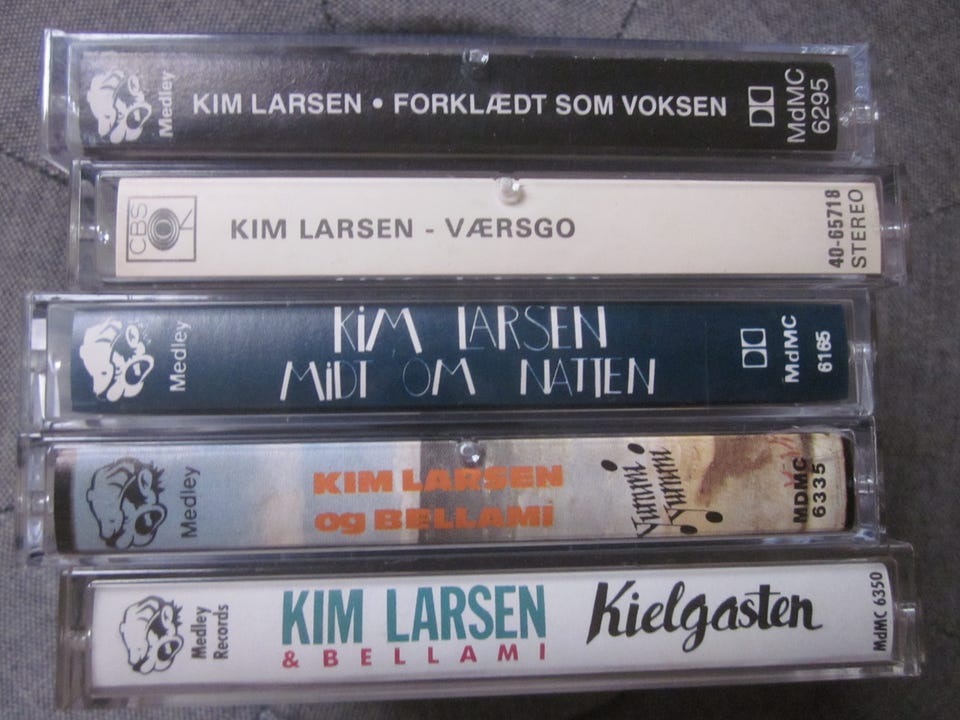 Medley
KIM LARSEN • FORKLÆDT SOM VOKSEN
MdMC
6295
CBS
KIM LARSEN - VÆRSGO
40-65718
STEREO
Medley
KiM LARSEN
MiDT OM NATTEN
MdMC
6165
Medley
KIM LARSEN
og BELLAMI
Yummi
Yummi
MDMC
6335
Medley
Records
KIM LARSEN
& BELLAMI
Kielgasten
MdMC 6350